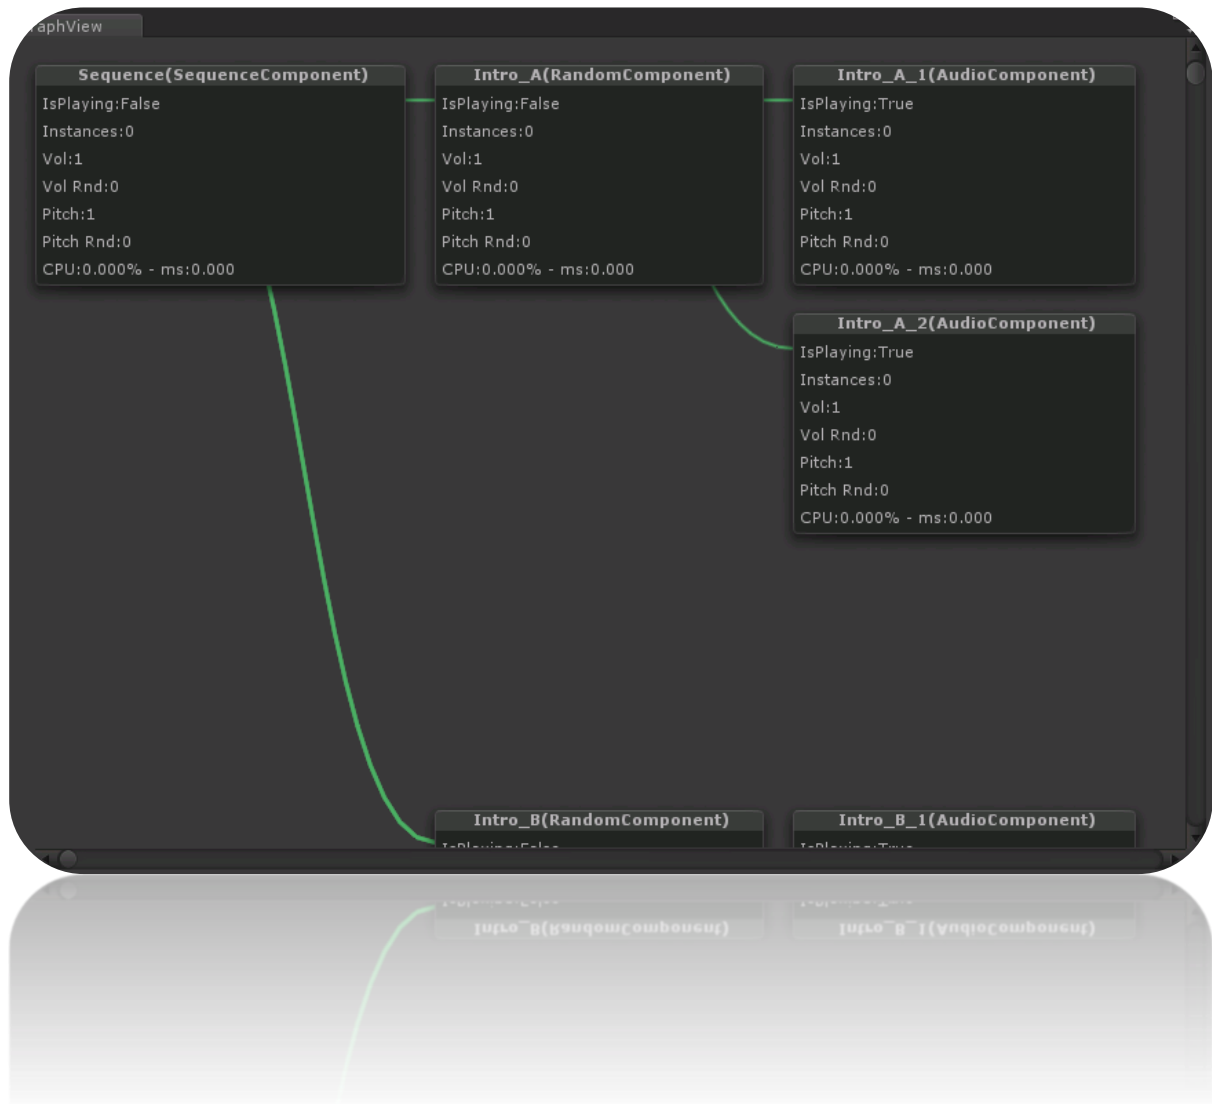 aphView
Sequence(SequenceComponent)
IsPlaying:False
Instances:0
Vol:1
Vol Rnd:0
Pitch:1
Pitch Rnd:0
CPU:0.000% - ms:0.000
Intro_A(RandomComponent)
IsPlaying:False
Instances:0
Vol:1
Vol Rnd:0
Pitch:1
Pitch Rnd:0
CPU:0.000% - ms:0.000
Intro_A_1(AudioComponent)
IsPlaying:True
Instances:0
Vol:1
Vol Rnd:0
Pitch:1
Pitch Rnd:0
CPU:0.000% - ms:0.000
Intro_A_2(AudioComponent)
IsPlaying:True
Instances:0
Vol:1
Vol Rnd:0
Pitch:1
Pitch Rnd:0
CPU:0.000% - ms:0.000
Intro_B(RandomComponent)
IsPlaying:False
Intro_B_1(AudioComponent)
IsPlaying:True